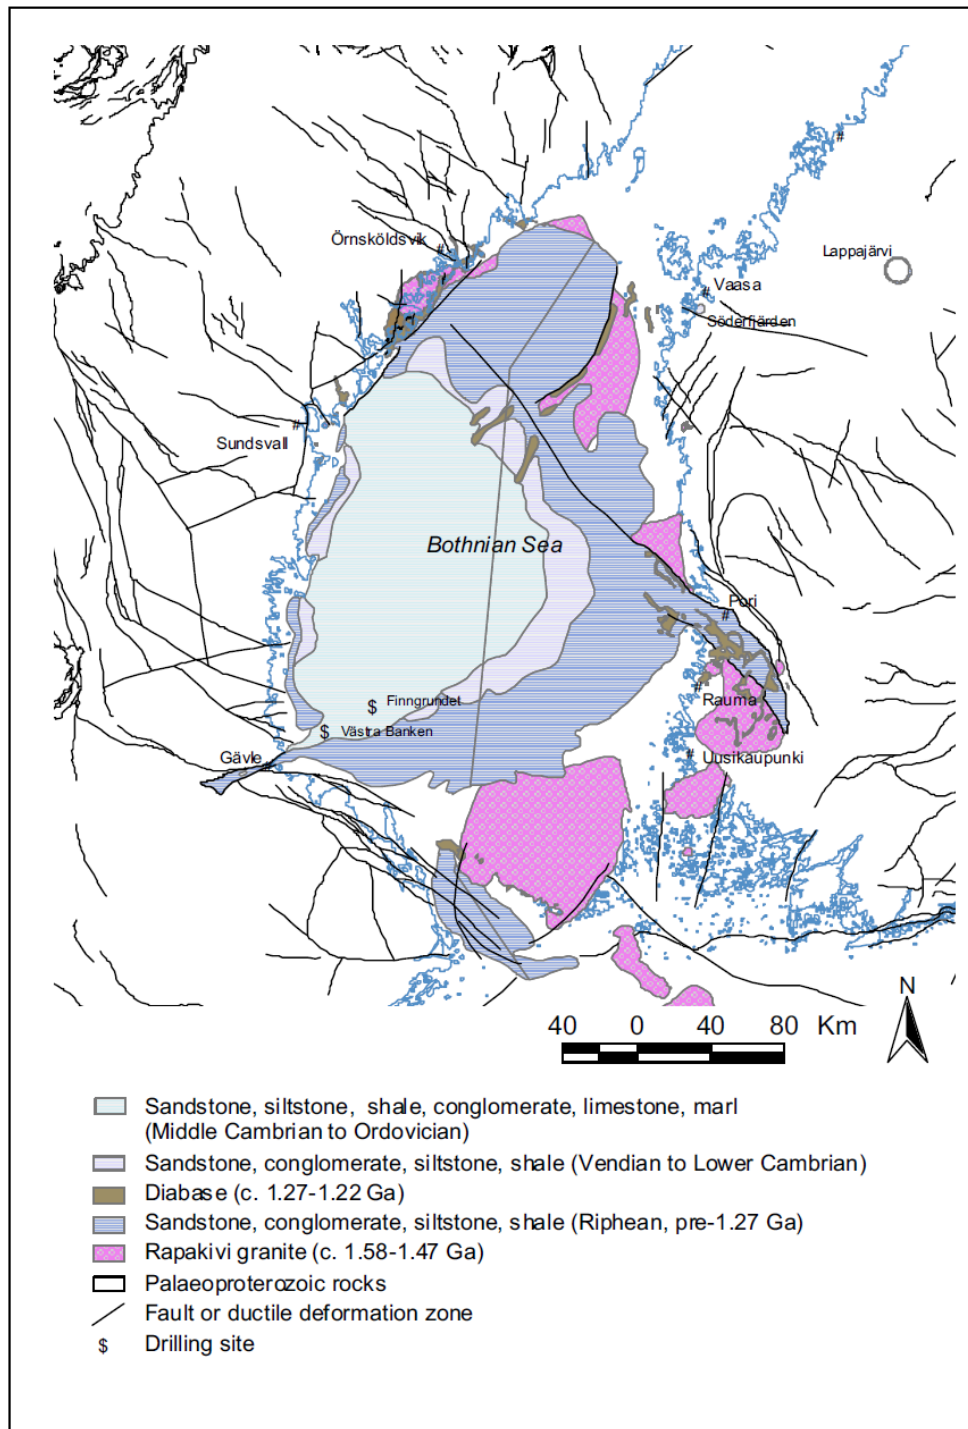 Örnsköldsvik
Lappajärvi
Vaasa
Söderfjärden
Sundsvall
Bothnian Sea
Pori
Finngrundet
Rauma
Västra Banken
Gävle
Uusikaupunki
N
40 0 40 80 Km
Sandstone, siltstone, shale, conglomerate, limestone, marl
(Middle Cambrian to Ordovician)
Sandstone, conglomerate, siltstone, shale (Vendian to Lower Cambrian)
Diabase (c. 1.27-1.22 Ga)
Sandstone, conglomerate, siltstone, shale (Riphean, pre-1.27 Ga)
Rapakivi granite (c. 1.58-1.47 Ga)
Palaeoproterozoic rocks
Fault or ductile deformation zone
$ Drilling site